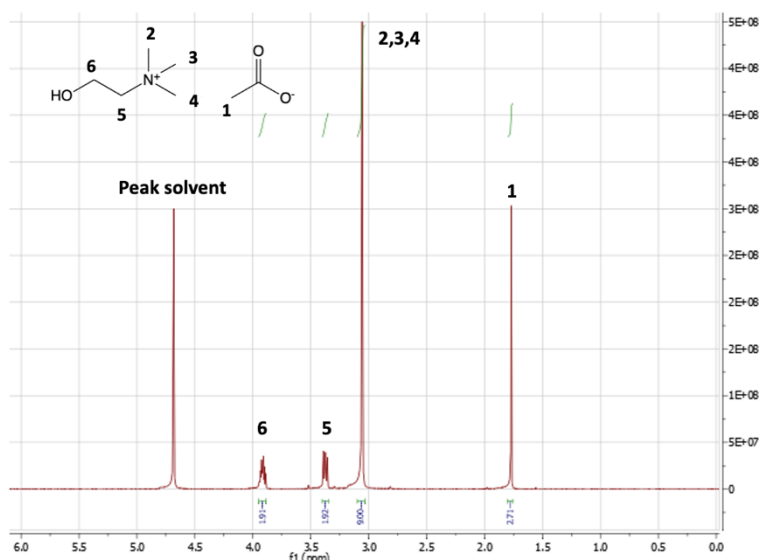 2
3
4
6
5
HO
N+
O
O-
1
2,3,4
Peak solvent
1
6
5
5E+08
4E+08
4E+08
4E+08
3E+08
2E+08
2E+08
2E+08
1E+08
5E+07
0
1.91
1.92
9.00
2.71
6.0 5.5 5.0 4.5 4.0 3.5 3.0 2.5 2.0 1.5 1.0 0.5 0.0
f1 (ppm)